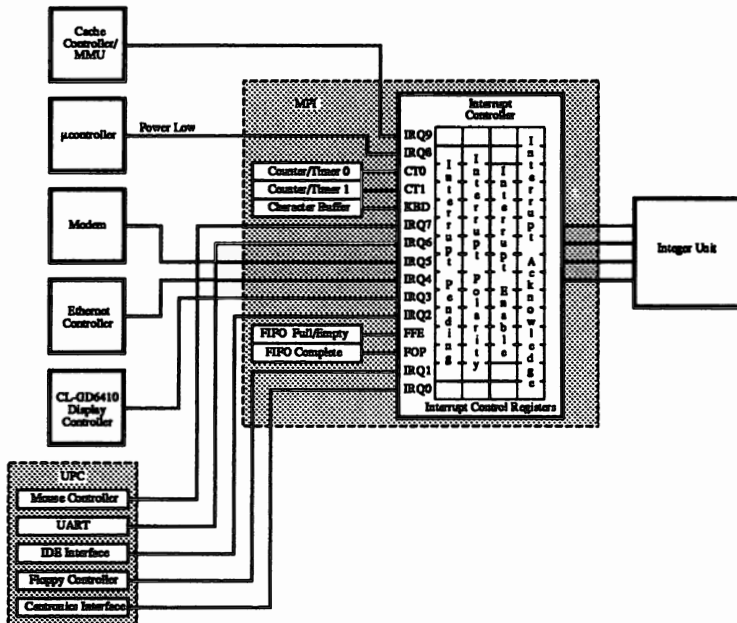 Cache
Controller/
MMU
µcontroller
Power Low
Modem
Ethernet
Controller
CL-GD6410
Display
Controller
UPC
Mouse Controller
UART
IDE Interface
Floppy Controller
Centronics Interface
MPI
Counter/Timer 0
Counter/Timer 1
Character Buffer
FIFO Full/Empty
FIFO Complete
Interrupt
Controller
IRQ9
IRQ8
CT0
CT1
KBD
IRQ7
IRQ6
IRQ5
IRQ4
IRQ3
IRQ2
FFE
FOP
IRQ1
IRQ0
Interrupt Pending
Interrupt Polarity
Interrupt Enable
Interrupt Acknowledge
Interrupt Control Registers
Integer Unit